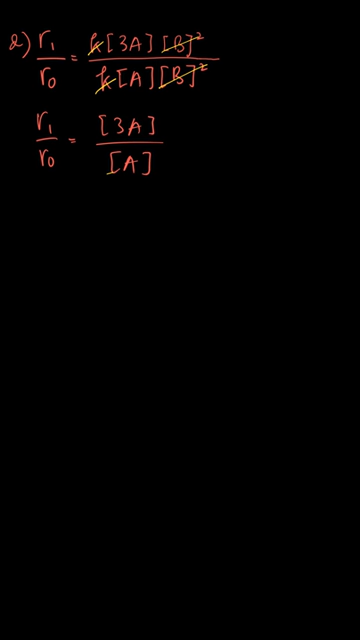 2) r₁/r₀ = k[3A][B]²/k[A][B]²
r₁/r₀ = [3A]/[A]